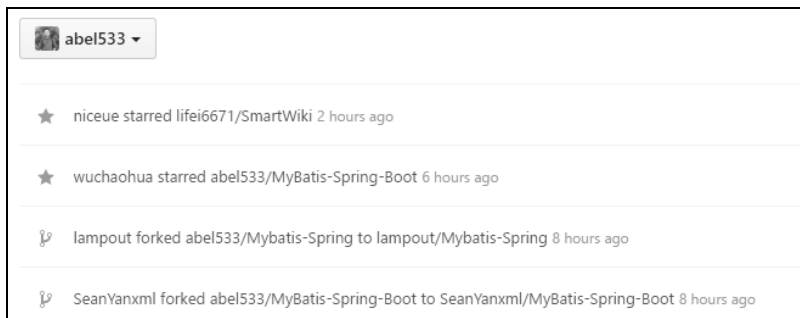 abel533
niceue starred lifei6671/SmartWiki 2 hours ago
wuchaohua starred abel533/MyBatis-Spring-Boot 6 hours ago
lampout forked abel533/Mybatis-Spring to lampout/Mybatis-Spring 8 hours ago
SeanYanxml forked abel533/MyBatis-Spring-Boot to SeanYanxml/MyBatis-Spring-Boot 8 hours ago